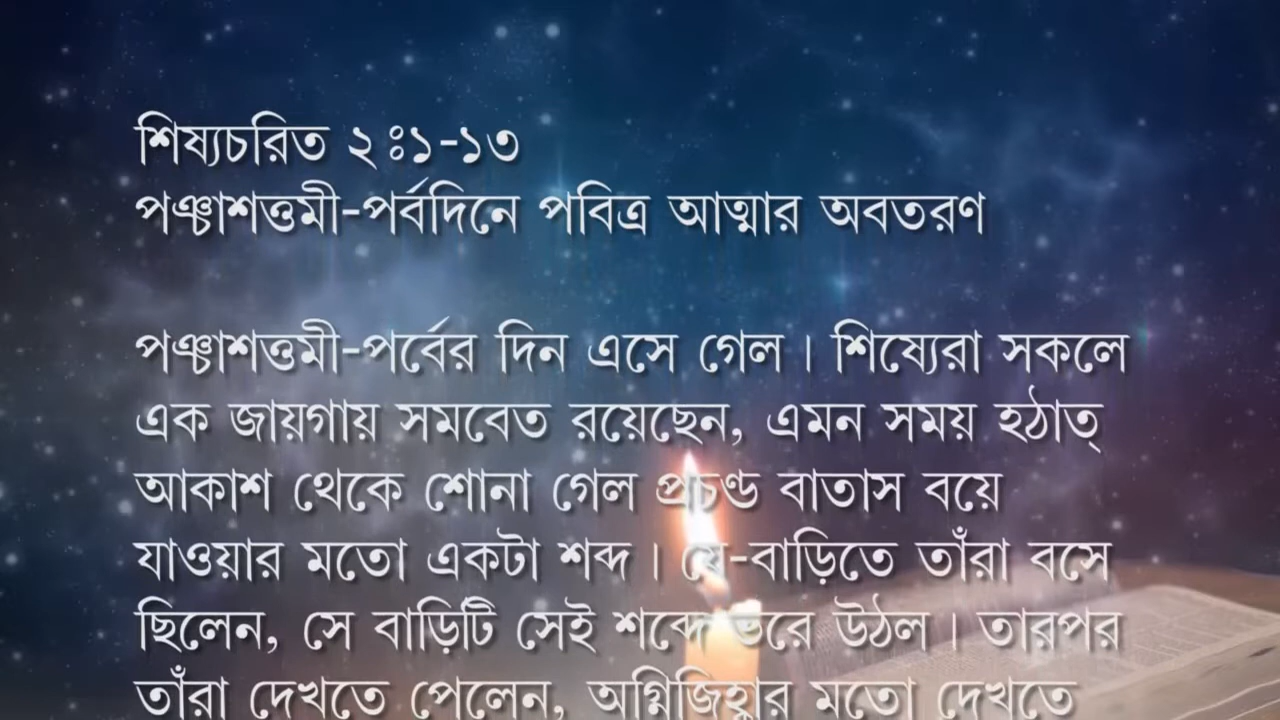 শিষ্যচরিত ২ঃ১-১৩
পঞ্চাশত্তমী-পর্বদিনে পবিত্র আত্মার অবতরণ
পঞ্চাশত্তমী-পর্বের দিন এসে গেল। শিষ্যেরা সকলে
এক জায়গায় সমবেত রয়েছেন, এমন সময় হঠাত্‌
আকাশ থেকে শোনা গেল প্রচণ্ড বাতাস বয়ে
যাওয়ার মতো একটা শব্দ। যে-বাড়িতে তাঁরা বসে
ছিলেন, সে বাড়িটি সেই শব্দে ভরে উঠল। তারপর
তাঁরা দেখতে পেলেন, অগ্নিজিহ্বার মতো দেখতে